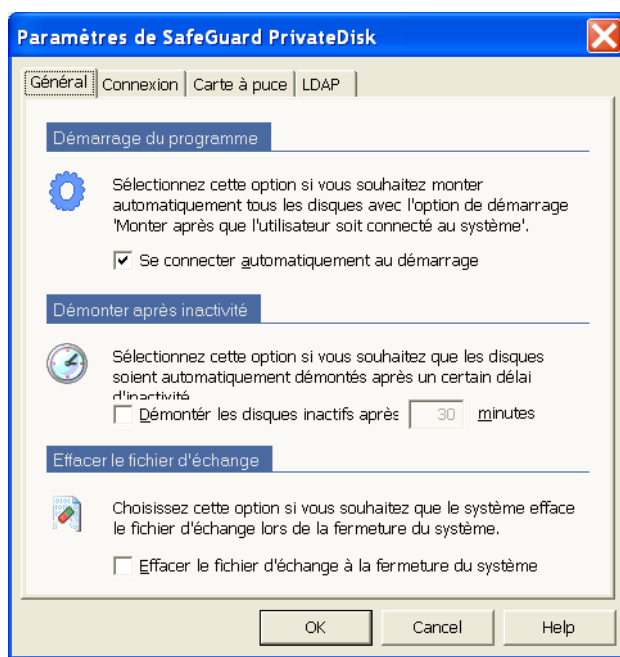 Paramètres de SafeGuard PrivateDisk
Général Connexion Carte à puce LDAP
Démarrage du programme
Sélectionnez cette option si vous souhaitez monter
automatiquement tous les disques avec l'option de démarrage
'Monter après que l'utilisateur soit connecté au système'.
Se connecter automatiquement au démarrage
Démonter après inactivité
Sélectionnez cette option si vous souhaitez que les disques
soient automatiquement démontés après un certain délai
d'inactivité
Démontér les disques inactifs après 30 minutes
Effacer le fichier d'échange
Choisissez cette option si vous souhaitez que le système efface
le fichier d'échange lors de la fermeture du système.
Effacer le fichier d'échange à la fermeture du système
OK Cancel Help